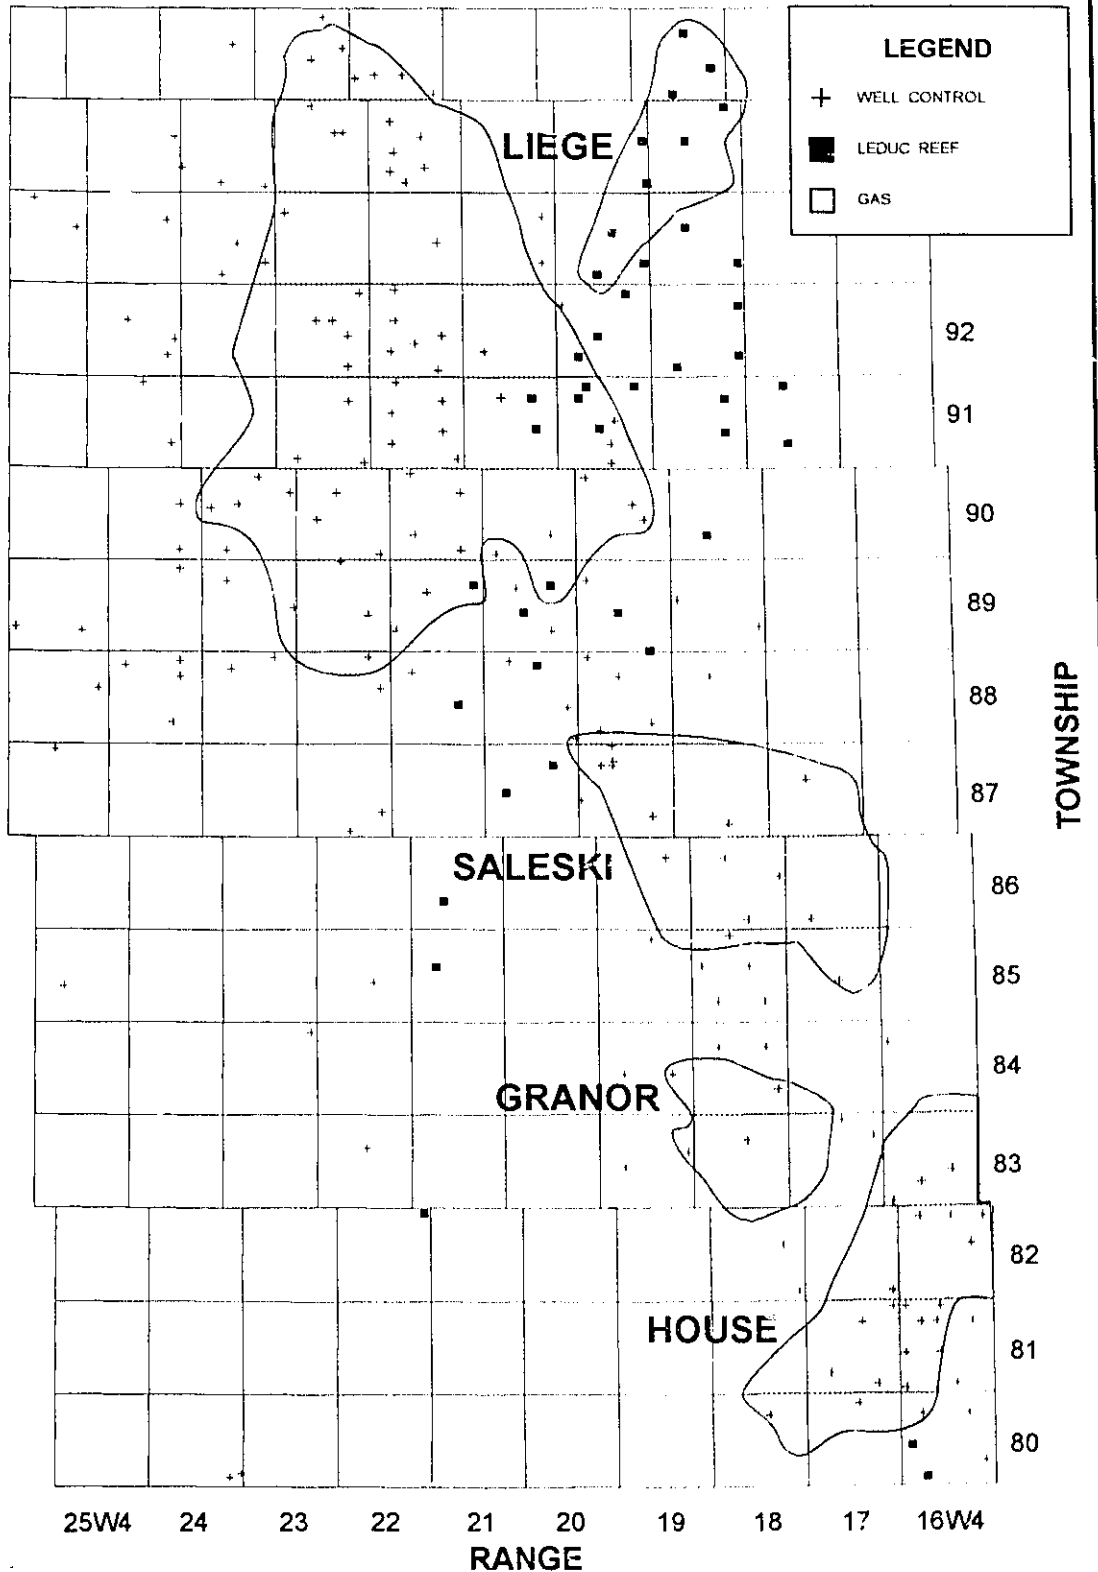 LEGEND
WELL CONTROL
LEDUC REEF
GAS
LIEGE
92
91
90
89
88
87
SALESKI
86
85
84
GRANOR
83
82
HOUSE
81
80
TOWNSHIP
25W4 24 23 22 21 20 19 18 17 16W4
RANGE